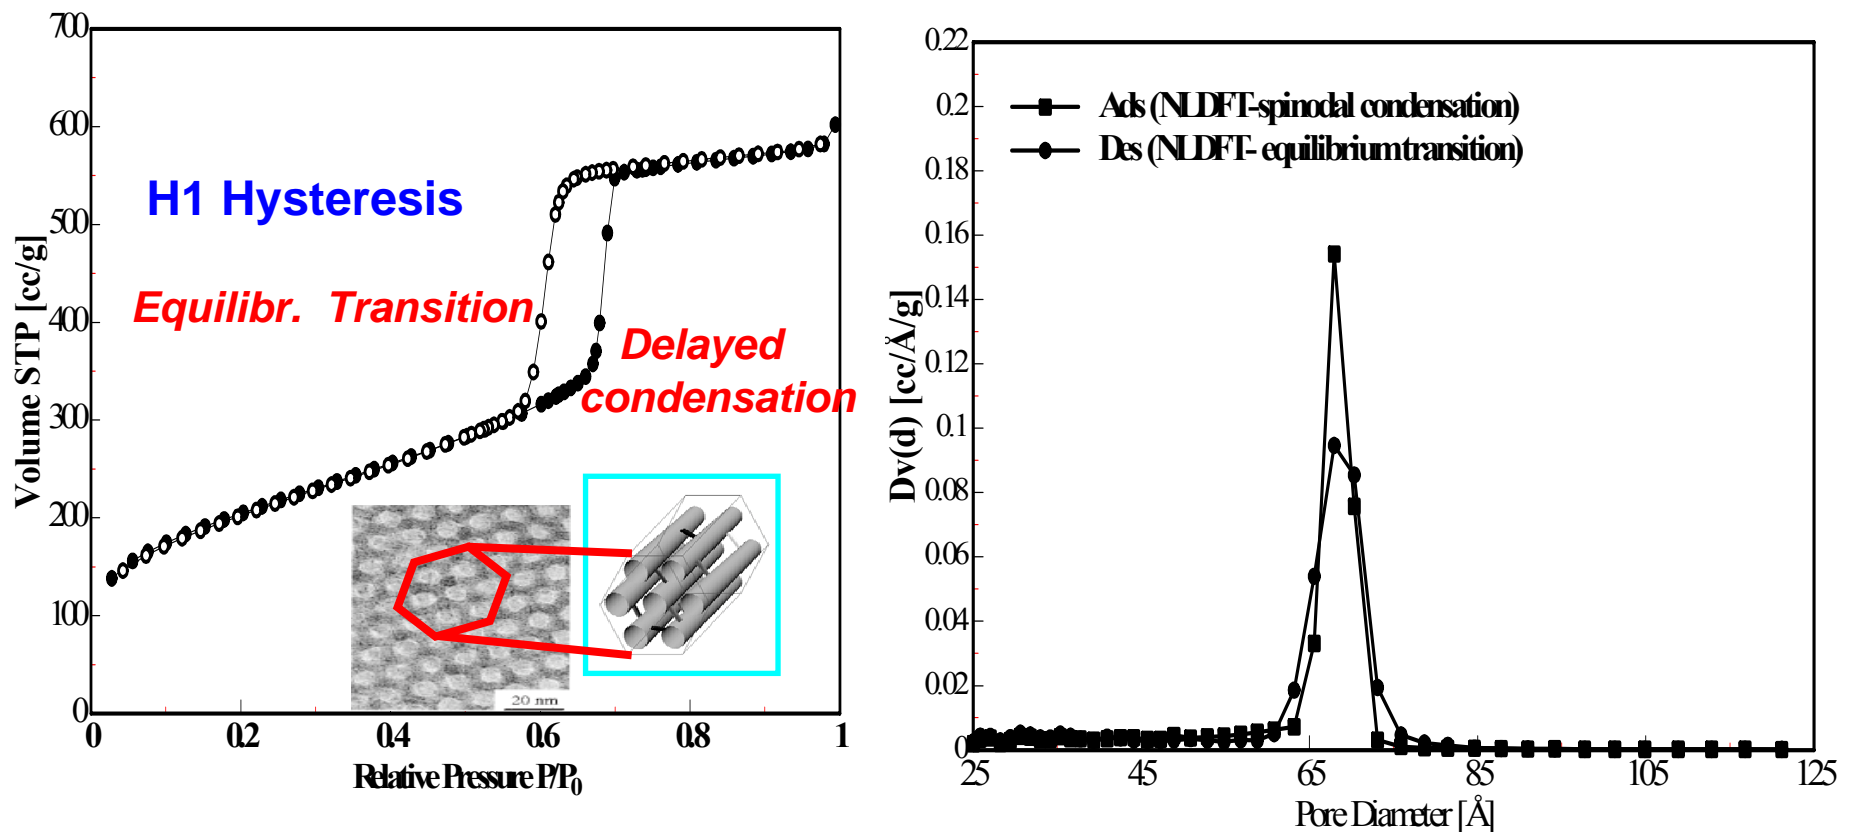 700
600
500
400
300
200
100
0
Volume STP [cc/g]
H1 Hysteresis
Equilibr. Transition
Delayed
condensation
20 nm
0 0.2 0.4 0.6 0.8 1
Relative Pressure P/P₀
0.22
0.2
0.18
0.16
0.14
0.12
0.1
0.08
0.06
0.04
0.02
0
Dv(d) [cc/Å/g]
Ads (NLDFT-spinodal condensation)
Des (NLDFT- equilibrium transition)
25 45 65 85 105 125
Pore Diameter [Å]